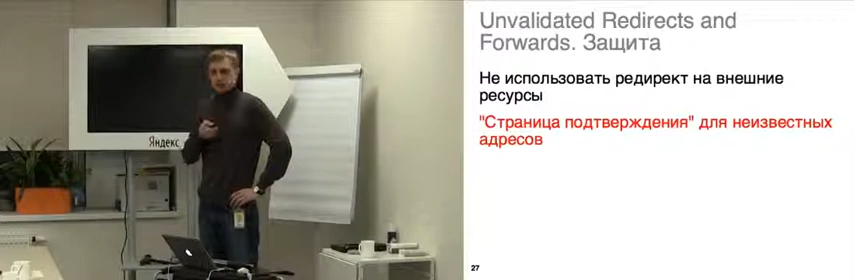 Яндекс
Unvalidated Redirects and
Forwards. Защита
Не использовать редирект на внешние
ресурсы
"Страница подтверждения" для неизвестных
адресов
27